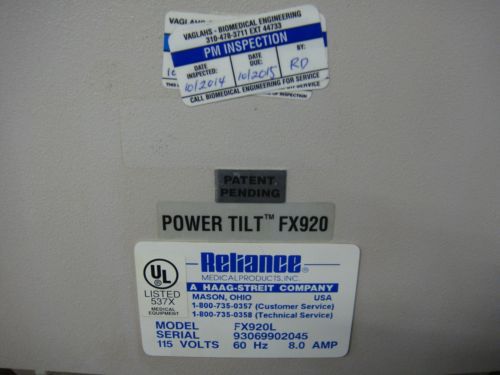 VAGLAHS - BIOMEDICAL ENGINEERING
310-478-3711 EXT 44733
PM INSPECTION
DATE INSPECTED: DATE DUE: BY:
10/2014 10/2015 RD
CALL BIOMEDICAL ENGINEERING FOR SERVICE
PATENT
PENDING
POWER TILT™ FX920
UL
LISTED
537X
MEDICAL
EQUIPMENT
Reliance
MEDICAL PRODUCTS, INC.
A HAAG-STREIT COMPANY
MASON, OHIO USA
1-800-735-0357 (Customer Service)
1-800-735-0358 (Technical Service)
MODEL FX920L
SERIAL 93069902045
115 VOLTS 60 Hz 8.0 AMP